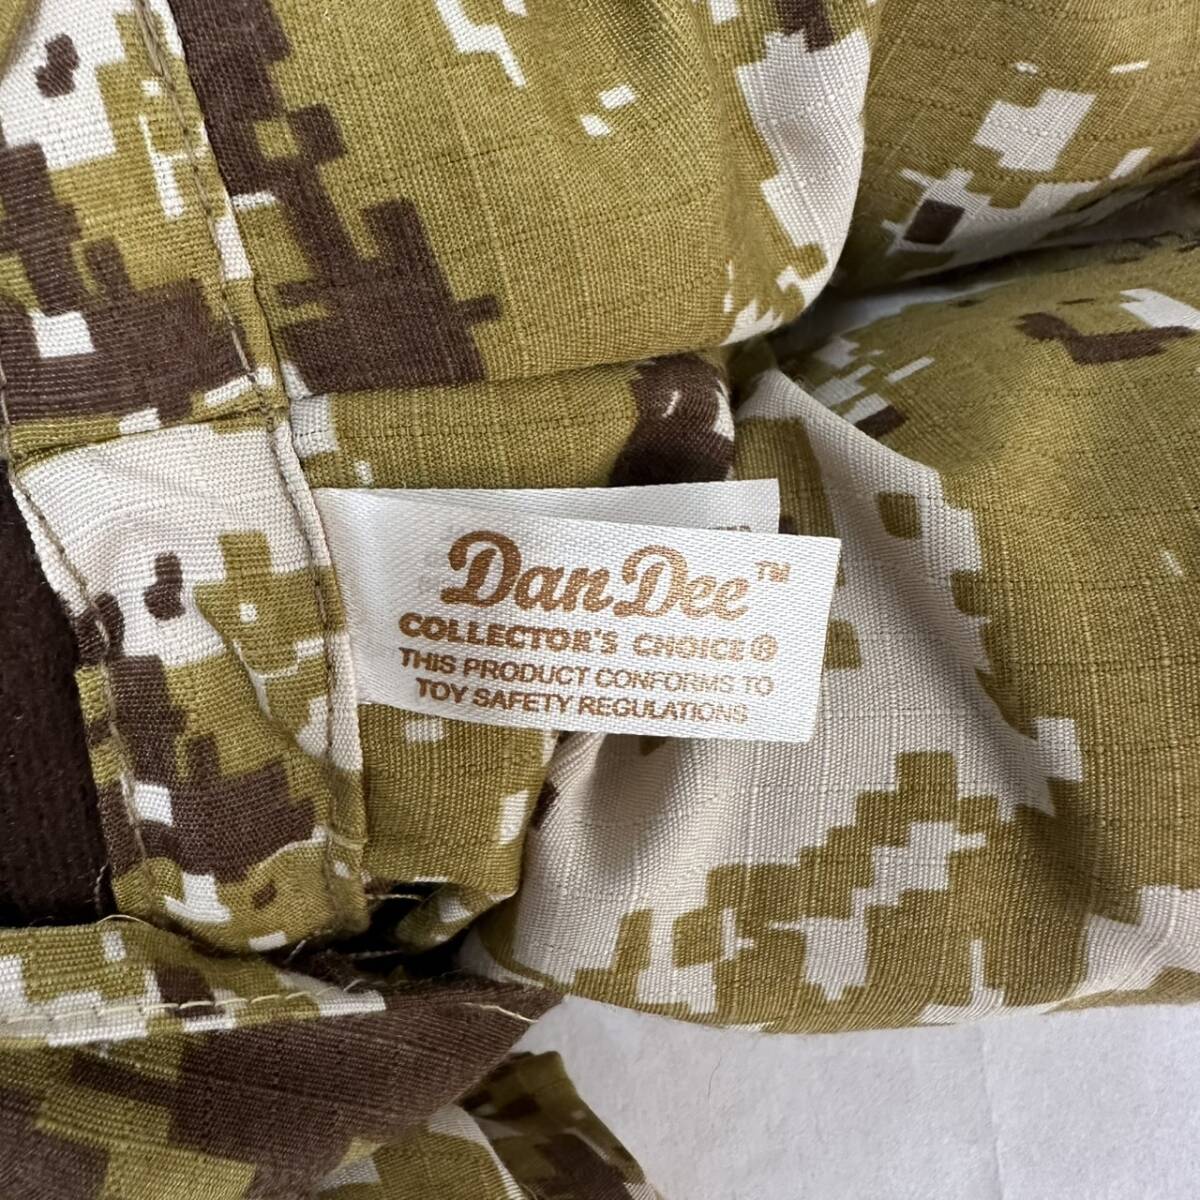 Dan Dee™
COLLECTOR'S CHOICE®
THIS PRODUCT CONFORMS TO
TOY SAFETY REGULATIONS